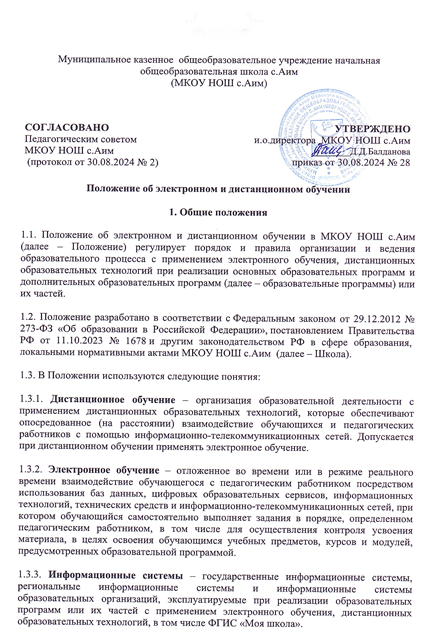 Муниципальное казенное общеобразовательное учреждение начальная
общеобразовательная школа с.Аим
(МКОУ НОШ с.Аим)
СОГЛАСОВАНО
Педагогическим советом
МКОУ НОШ с.Аим
(протокол от 30.08.2024 № 2)
УТВЕРЖДЕНО
и.о.директора МКОУ НОШ с.Аим
Д.Д.Балданова
приказ от 30.08.2024 № 28
Положение об электронном и дистанционном обучении
1. Общие положения
1.1. Положение об электронном и дистанционном обучении в МКОУ НОШ с.Аим
(далее – Положение) регулирует порядок и правила организации и ведения
образовательного процесса с применением электронного обучения, дистанционных
образовательных технологий при реализации основных образовательных программ и
дополнительных образовательных программ (далее – образовательные программы) или
их частей.
1.2. Положение разработано в соответствии с Федеральным законом от 29.12.2012 №
273-ФЗ «Об образовании в Российской Федерации», постановлением Правительства
РФ от 11.10.2023 № 1678 и другим законодательством РФ в сфере образования,
локальными нормативными актами МКОУ НОШ с.Аим (далее – Школа).
1.3. В Положении используются следующие понятия:
1.3.1. Дистанционное обучение – организация образовательной деятельности с
применением дистанционных образовательных технологий, которые обеспечивают
опосредованное (на расстоянии) взаимодействие обучающихся и педагогических
работников с помощью информационно-телекоммуникационных сетей. Допускается
при дистанционном обучении применять электронное обучение.
1.3.2. Электронное обучение – отложенное во времени или в режиме реального
времени взаимодействие обучающегося с педагогическим работником посредством
использования баз данных, цифровых образовательных сервисов, информационных
технологий, технических средств и информационно-телекоммуникационных сетей, при
котором обучающийся самостоятельно выполняет задания в порядке, определенном
педагогическим работником, в том числе для осуществления контроля усвоения
материала, в целях освоения обучающимся учебных предметов, курсов и модулей,
предусмотренных образовательной программой.
1.3.3. Информационные системы – государственные информационные системы,
региональные информационные системы и информационные системы
образовательных организаций, эксплуатируемые при реализации образовательных
программ или их частей с применением электронного обучения, дистанционных
образовательных технологий, в том числе ФГИС «Моя школа».